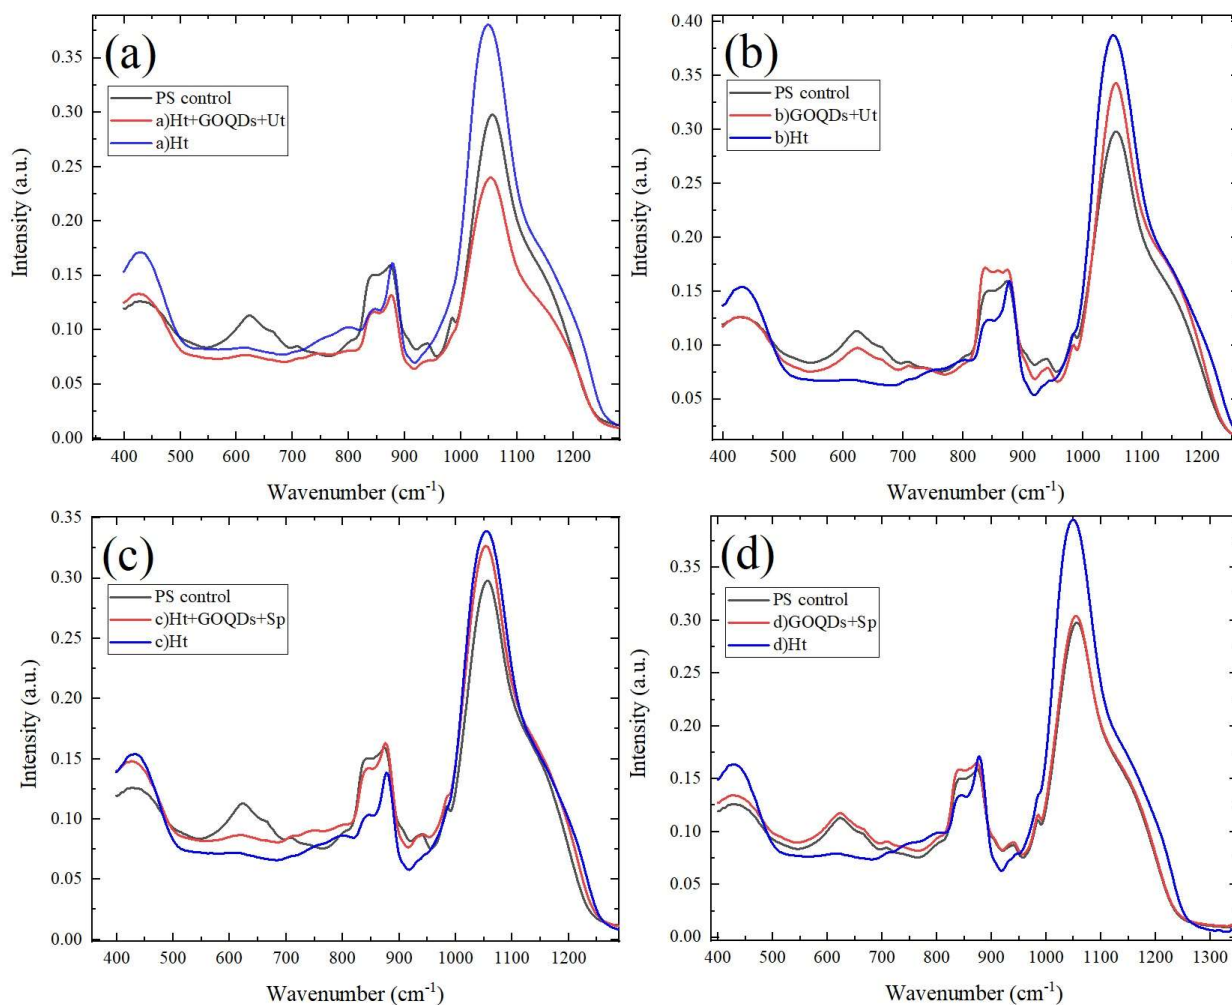 (a)
PS control
a)Ht+GOQDs+Ut
a)Ht
Intensity (a.u.)
0.35
0.30
0.25
0.20
0.15
0.10
0.05
0.00
400 500 600 700 800 900 1000 1100 1200
Wavenumber (cm⁻¹)
(b)
PS control
b)GOQDs+Ut
b)Ht
Intensity (a.u.)
0.40
0.35
0.30
0.25
0.20
0.15
0.10
0.05
400 500 600 700 800 900 1000 1100 1200
Wavenumber (cm⁻¹)
(c)
PS control
c)Ht+GOQDs+Sp
c)Ht
Intensity (a.u.)
0.35
0.30
0.25
0.20
0.15
0.10
0.05
0.00
400 500 600 700 800 900 1000 1100 1200
Wavenumber (cm⁻¹)
(d)
PS control
d)GOQDs+Sp
d)Ht
Intensity (a.u.)
0.35
0.30
0.25
0.20
0.15
0.10
0.05
0.00
400 500 600 700 800 900 1000 1100 1200 1300
Wavenumber (cm⁻¹)